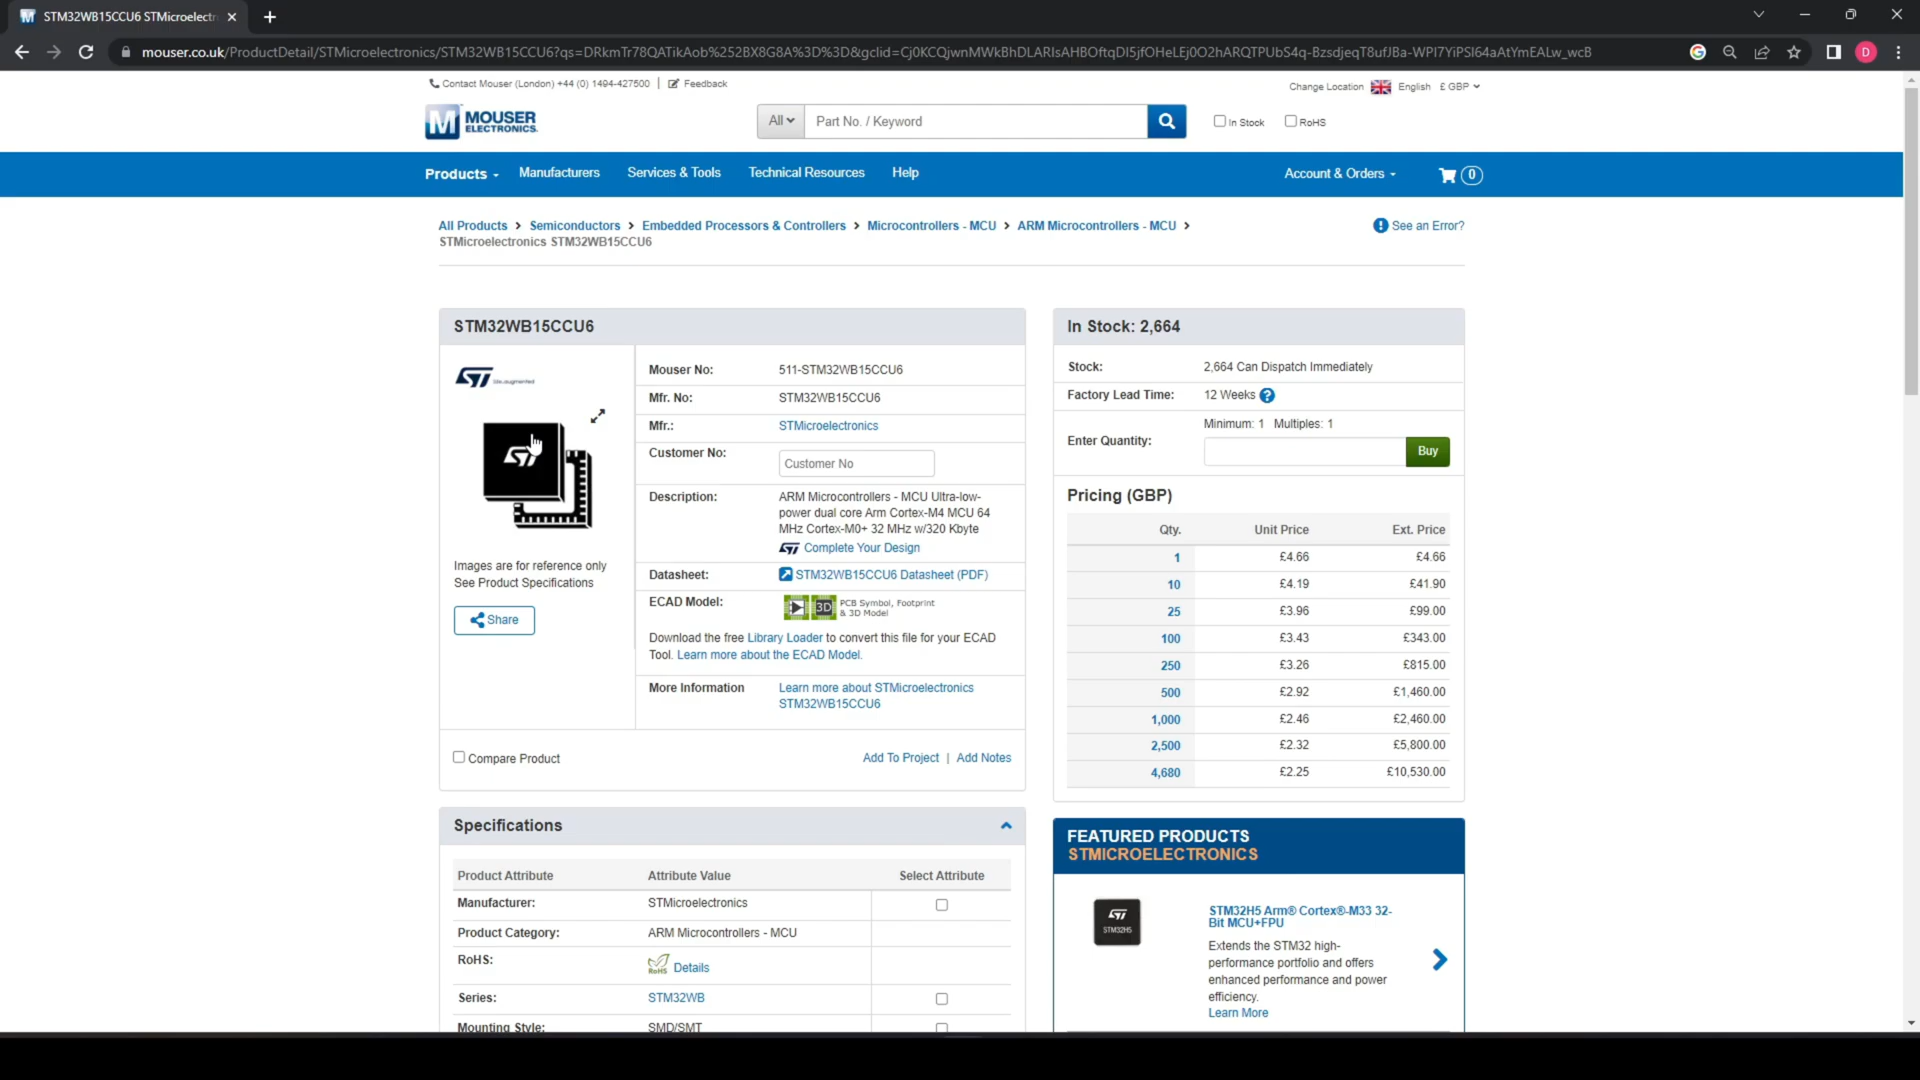 STM32WB15CCU6 STMicroelectr
mouser.co.uk/ProductDetail/STMicroelectronics/STM32WB15CCU6?qs=DRkmTr78QATikAob%252BX8G8A%3D%3D&gclid=Cj0KCQjwnMWkBhDLARIsAHBOftqDI5jfOHeLEj0O2hARQTPUbS4q-BzsdjeqT8ufJBa-WPI7YiPSI64aAtYmEALw_wcB
D
Contact Mouser (London) +44 (0) 1494-427500 | Feedback
Change Location English £ GBP
MOUSER
ELECTRONICS
All
Part No. / Keyword
In Stock
RoHS
Products
Manufacturers
Services & Tools
Technical Resources
Help
Account & Orders
0
All Products > Semiconductors > Embedded Processors & Controllers > Microcontrollers - MCU > ARM Microcontrollers - MCU >
STMicroelectronics STM32WB15CCU6
See an Error?
STM32WB15CCU6
ST life.augmented
Images are for reference only
See Product Specifications
Share
Mouser No: 511-STM32WB15CCU6
Mfr. No: STM32WB15CCU6
Mfr.: STMicroelectronics
Customer No: Customer No
Description: ARM Microcontrollers - MCU Ultra-low-
power dual core Arm Cortex-M4 MCU 64
MHz Cortex-M0+ 32 MHz w/320 Kbyte
ST Complete Your Design
Datasheet: STM32WB15CCU6 Datasheet (PDF)
ECAD Model: 3D PCB Symbol, Footprint
& 3D Model
Download the free Library Loader to convert this file for your ECAD
Tool. Learn more about the ECAD Model.
More Information Learn more about STMicroelectronics
STM32WB15CCU6
Compare Product
Add To Project | Add Notes
In Stock: 2,664
Stock: 2,664 Can Dispatch Immediately
Factory Lead Time: 12 Weeks ?
Minimum: 1 Multiples: 1
Enter Quantity: Buy
Pricing (GBP)
Qty. Unit Price Ext. Price
1 £4.66 £4.66
10 £4.19 £41.90
25 £3.96 £99.00
100 £3.43 £343.00
250 £3.26 £815.00
500 £2.92 £1,460.00
1,000 £2.46 £2,460.00
2,500 £2.32 £5,800.00
4,680 £2.25 £10,530.00
Specifications
Product Attribute Attribute Value Select Attribute
Manufacturer: STMicroelectronics
Product Category: ARM Microcontrollers - MCU
RoHS: RoHS Details
Series: STM32WB
Mounting Style: SMD/SMT
FEATURED PRODUCTS
STMICROELECTRONICS
ST
STM32H5
STM32H5 Arm® Cortex®-M33 32-
Bit MCU+FPU
Extends the STM32 high-
performance portfolio and offers
enhanced performance and power
efficiency.
Learn More